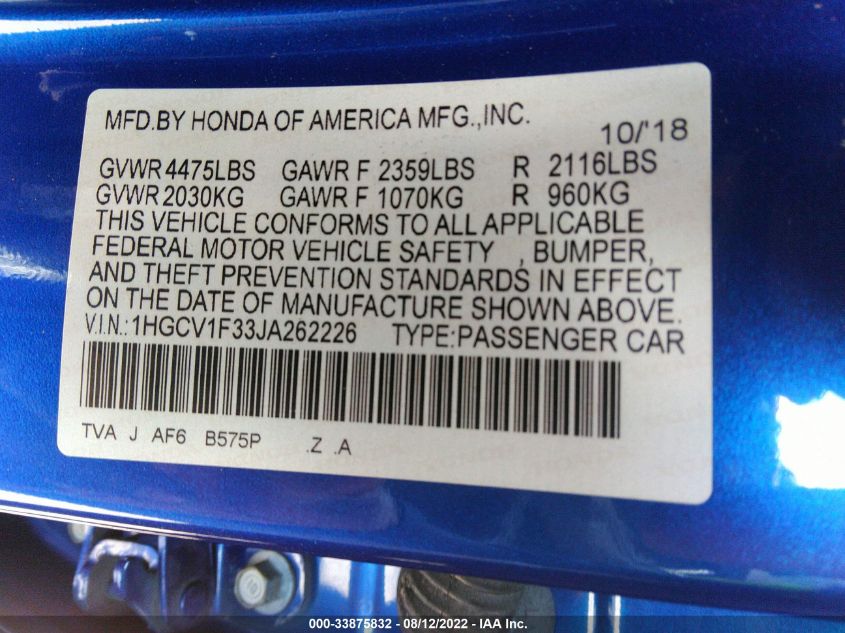 MFD.BY HONDA OF AMERICA MFG.,INC. 10/'18
GVWR 4475LBS GAWR F 2359LBS R 2116LBS
GVWR 2030KG GAWR F 1070KG R 960KG
THIS VEHICLE CONFORMS TO ALL APPLICABLE
FEDERAL MOTOR VEHICLE SAFETY , BUMPER,
AND THEFT PREVENTION STANDARDS IN EFFECT
ON THE DATE OF MANUFACTURE SHOWN ABOVE.
V.I.N.:1HGCV1F33JA262226 TYPE:PASSENGER CAR
TVA J AF6 B575P .Z .A
000-33875832 - 08/12/2022 - IAA Inc.